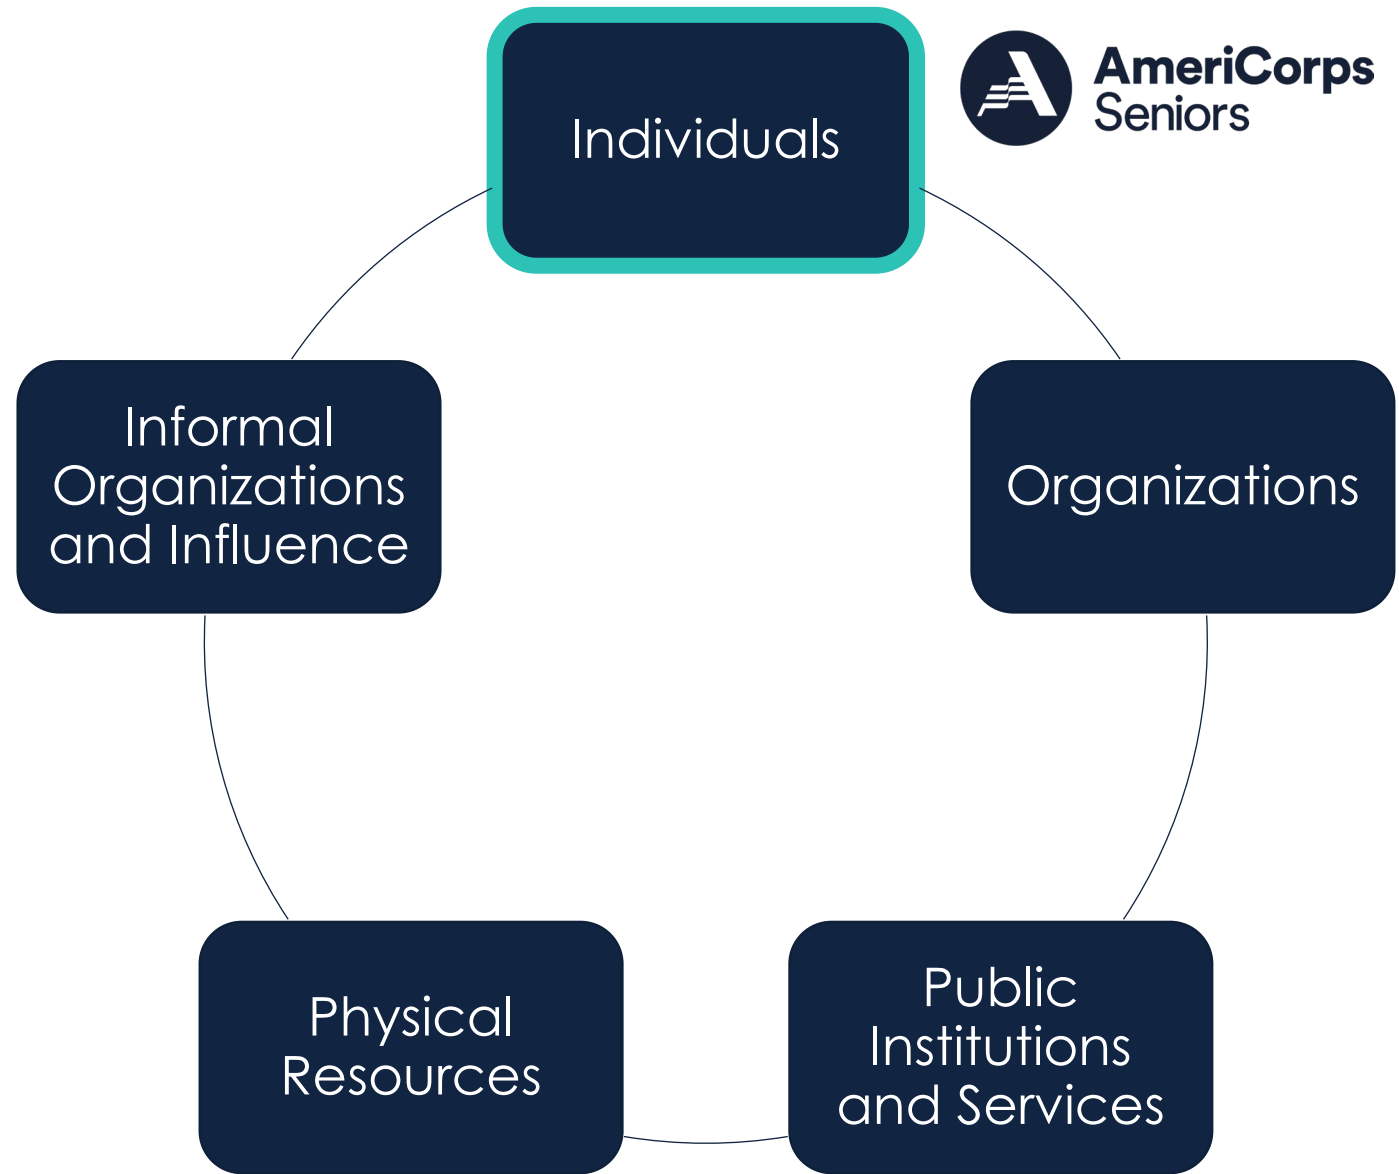 Individuals
AmeriCorps
Seniors
Informal
Organizations
and Influence
Organizations
Physical
Resources
Public
Institutions
and Services